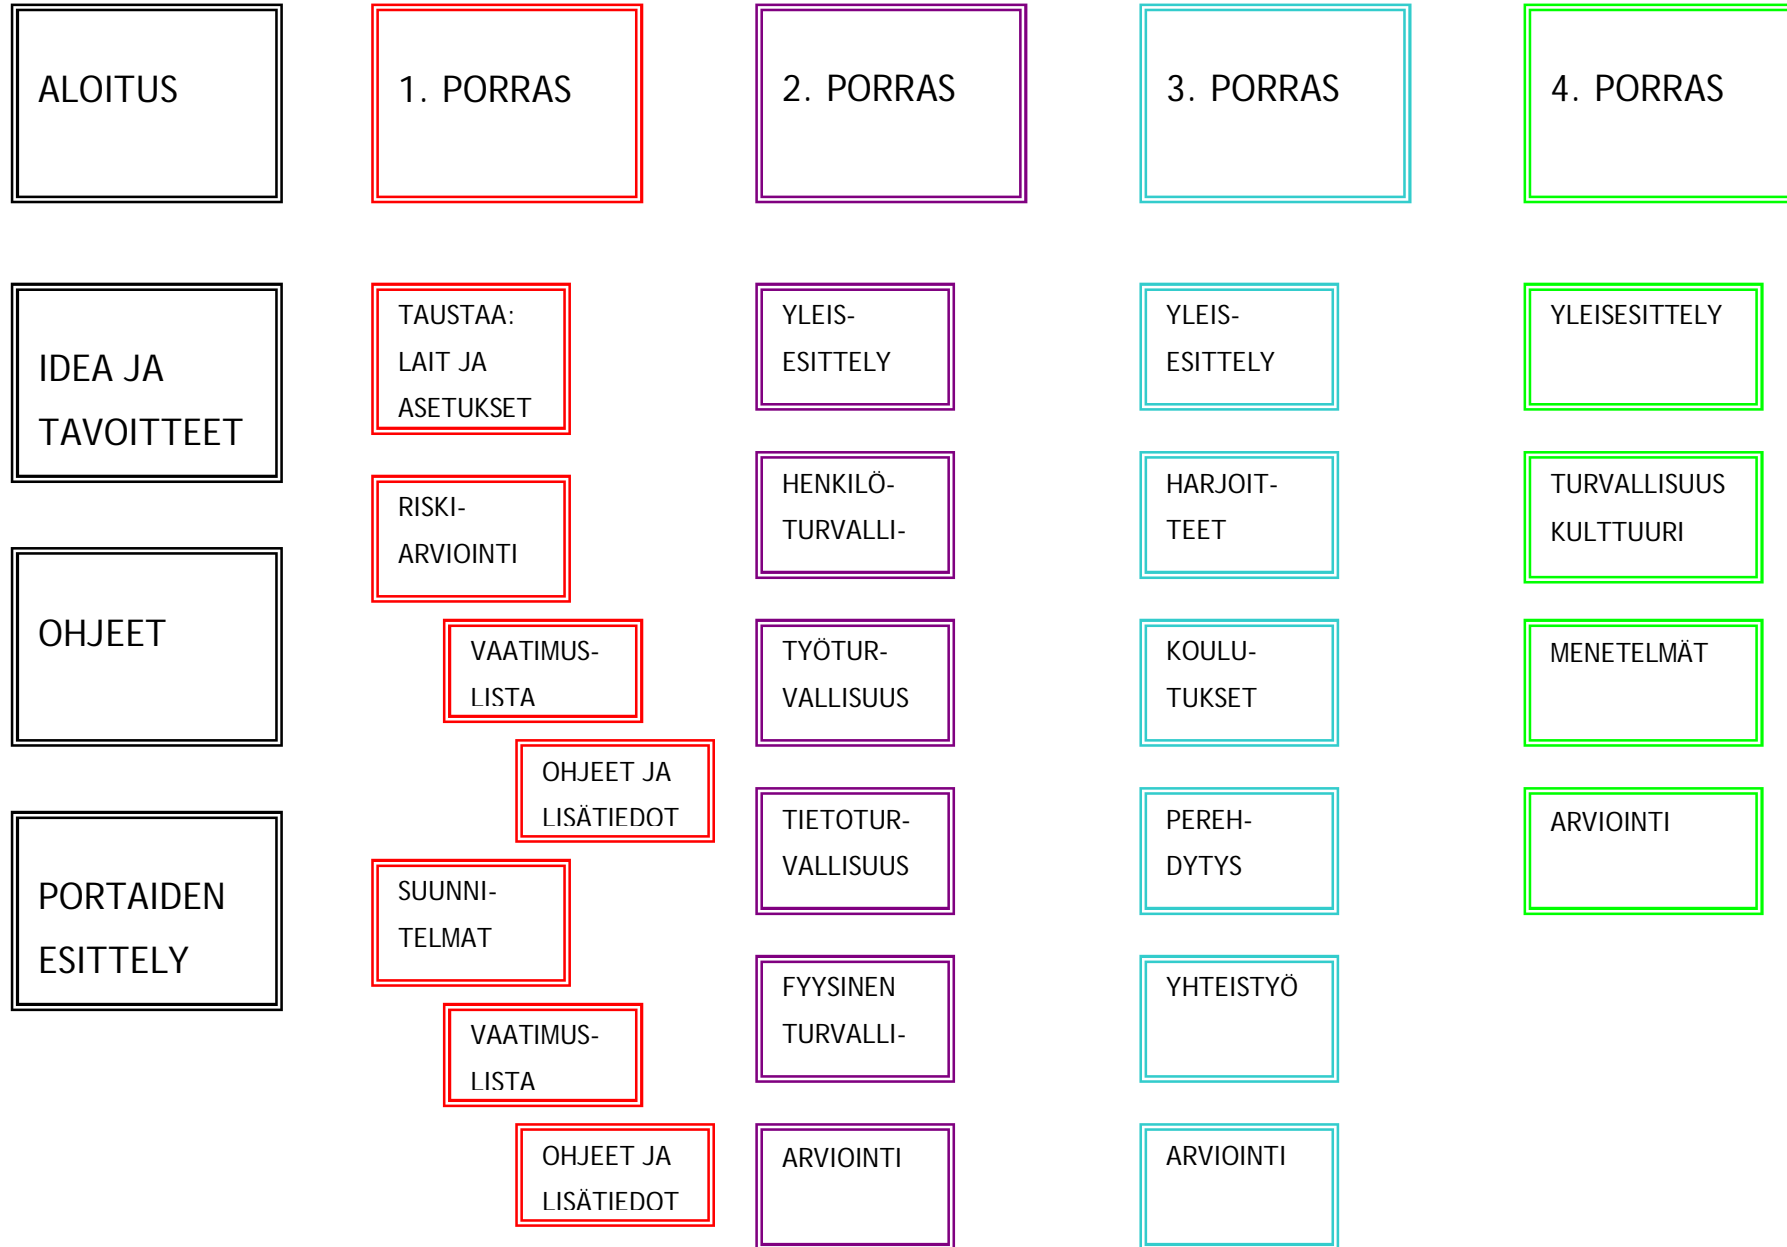 ALOITUS
IDEA JA
TAVOITTEET
OHJEET
PORTAIDEN
ESITTELY
1. PORRAS
TAUSTAA:
LAIT JA
ASETUKSET
RISKI-
ARVIOINTI
VAATIMUS-
LISTA
OHJEET JA
LISÄTIEDOT
SUUNNI-
TELMAT
VAATIMUS-
LISTA
OHJEET JA
LISÄTIEDOT
2. PORRAS
YLEIS-
ESITTELY
HENKILÖ-
TURVALLI-
TYÖTUR-
VALLISUUS
TIETOTUR-
VALLISUUS
FYYSINEN
TURVALLI-
ARVIOINTI
3. PORRAS
YLEIS-
ESITTELY
HARJOIT-
TEET
KOULU-
TUKSET
PEREH-
DYTYS
YHTEISTYÖ
ARVIOINTI
4. PORRAS
YLEISESITTELY
TURVALLISUUS
KULTTUURI
MENETELMÄT
ARVIOINTI